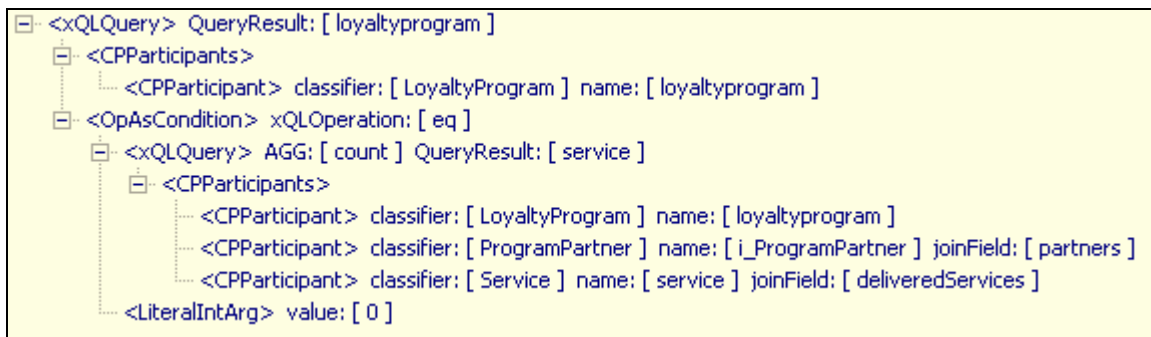 <xQLQuery> QueryResult: [ loyaltyprogram ]
<CPParticipants>
<CPParticipant> classifier: [ LoyaltyProgram ] name: [ loyaltyprogram ]
<OpAsCondition> xQLOperation: [ eq ]
<xQLQuery> AGG: [ count ] QueryResult: [ service ]
<CPParticipants>
<CPParticipant> classifier: [ LoyaltyProgram ] name: [ loyaltyprogram ]
<CPParticipant> classifier: [ ProgramPartner ] name: [ i_ProgramPartner ] joinField: [ partners ]
<CPParticipant> classifier: [ Service ] name: [ service ] joinField: [ deliveredServices ]
<LiteralIntArg> value: [ 0 ]